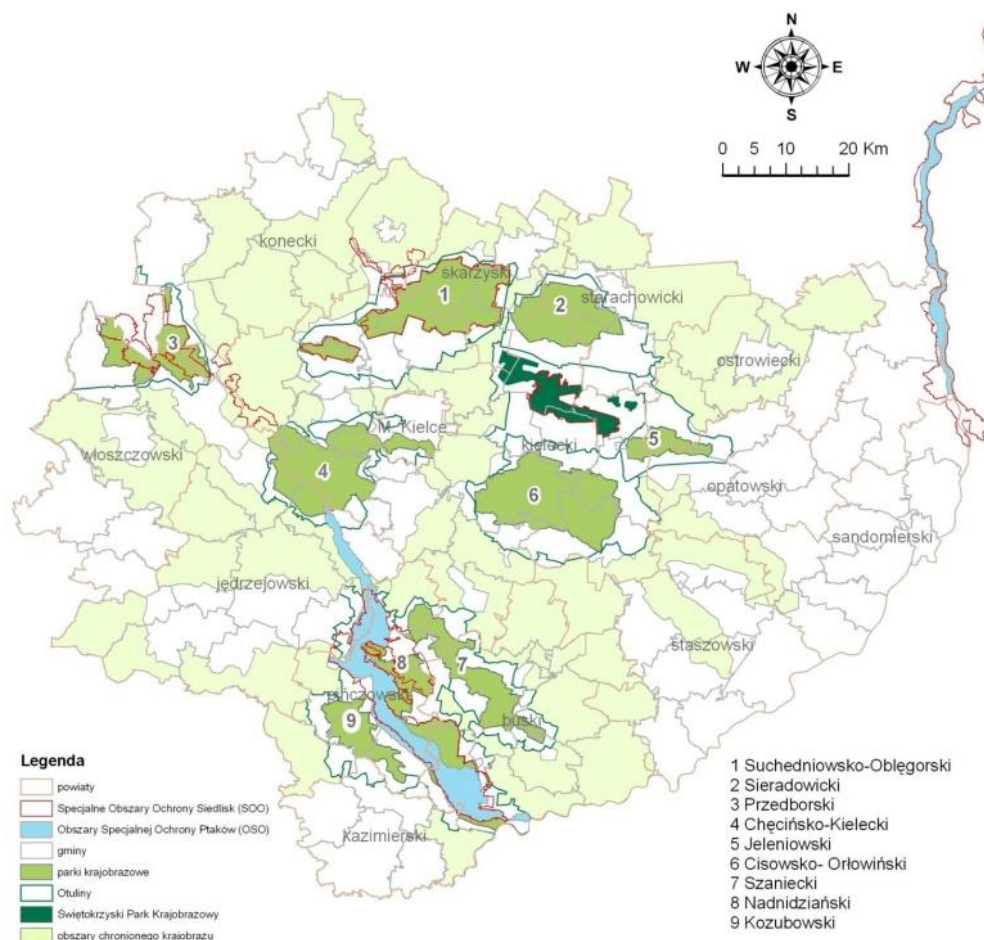 N
W E
S
0 5 10 20 Km
konecki
skarżyski
1
2
starachowicki
3
ostrowiecki
M. Kielce
kielecki
5
włoszczowski
4
6
opatowski
sandomierski
jędrzejowski
staszowski
8
7
pińczowski
9
buski
kazimierski
Legenda
powiaty
Specjalne Obszary Ochrony Siedlisk (SOO)
Obszary Specjalnej Ochrony Ptaków (OSO)
gminy
parki krajobrazowe
Otuliny
Świętokrzyski Park Krajobrazowy
obszary chronionego krajobrazu
1 Suchedniowsko-Oblęgorski
2 Sieradowicki
3 Przedborski
4 Chęcińsko-Kielecki
5 Jeleniowski
6 Cisowsko- Orłowiński
7 Szaniecki
8 Nadnidziański
9 Kozubowski